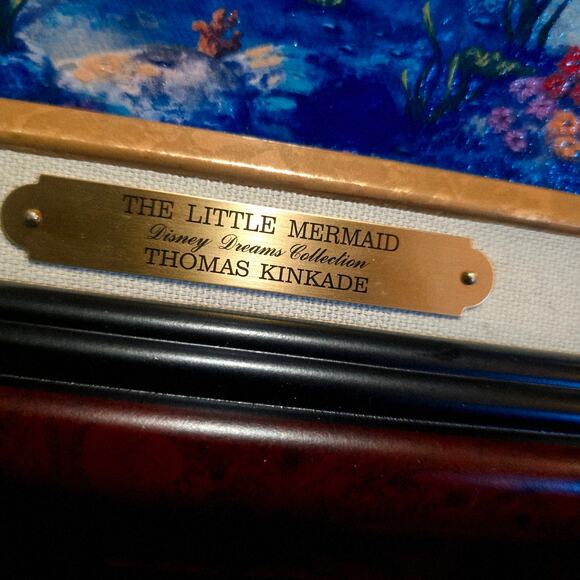 THE LITTLE MERMAID
Disney Dreams Collection
THOMAS KINKADE